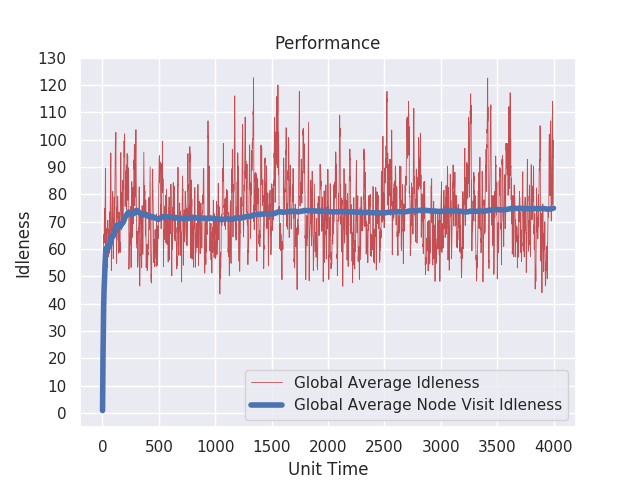 Performance
130
120
110
100
90
80
70
60
50
40
30
20
10
0
Idleness
Global Average Idleness
Global Average Node Visit Idleness
0 500 1000 1500 2000 2500 3000 3500 4000
Unit Time